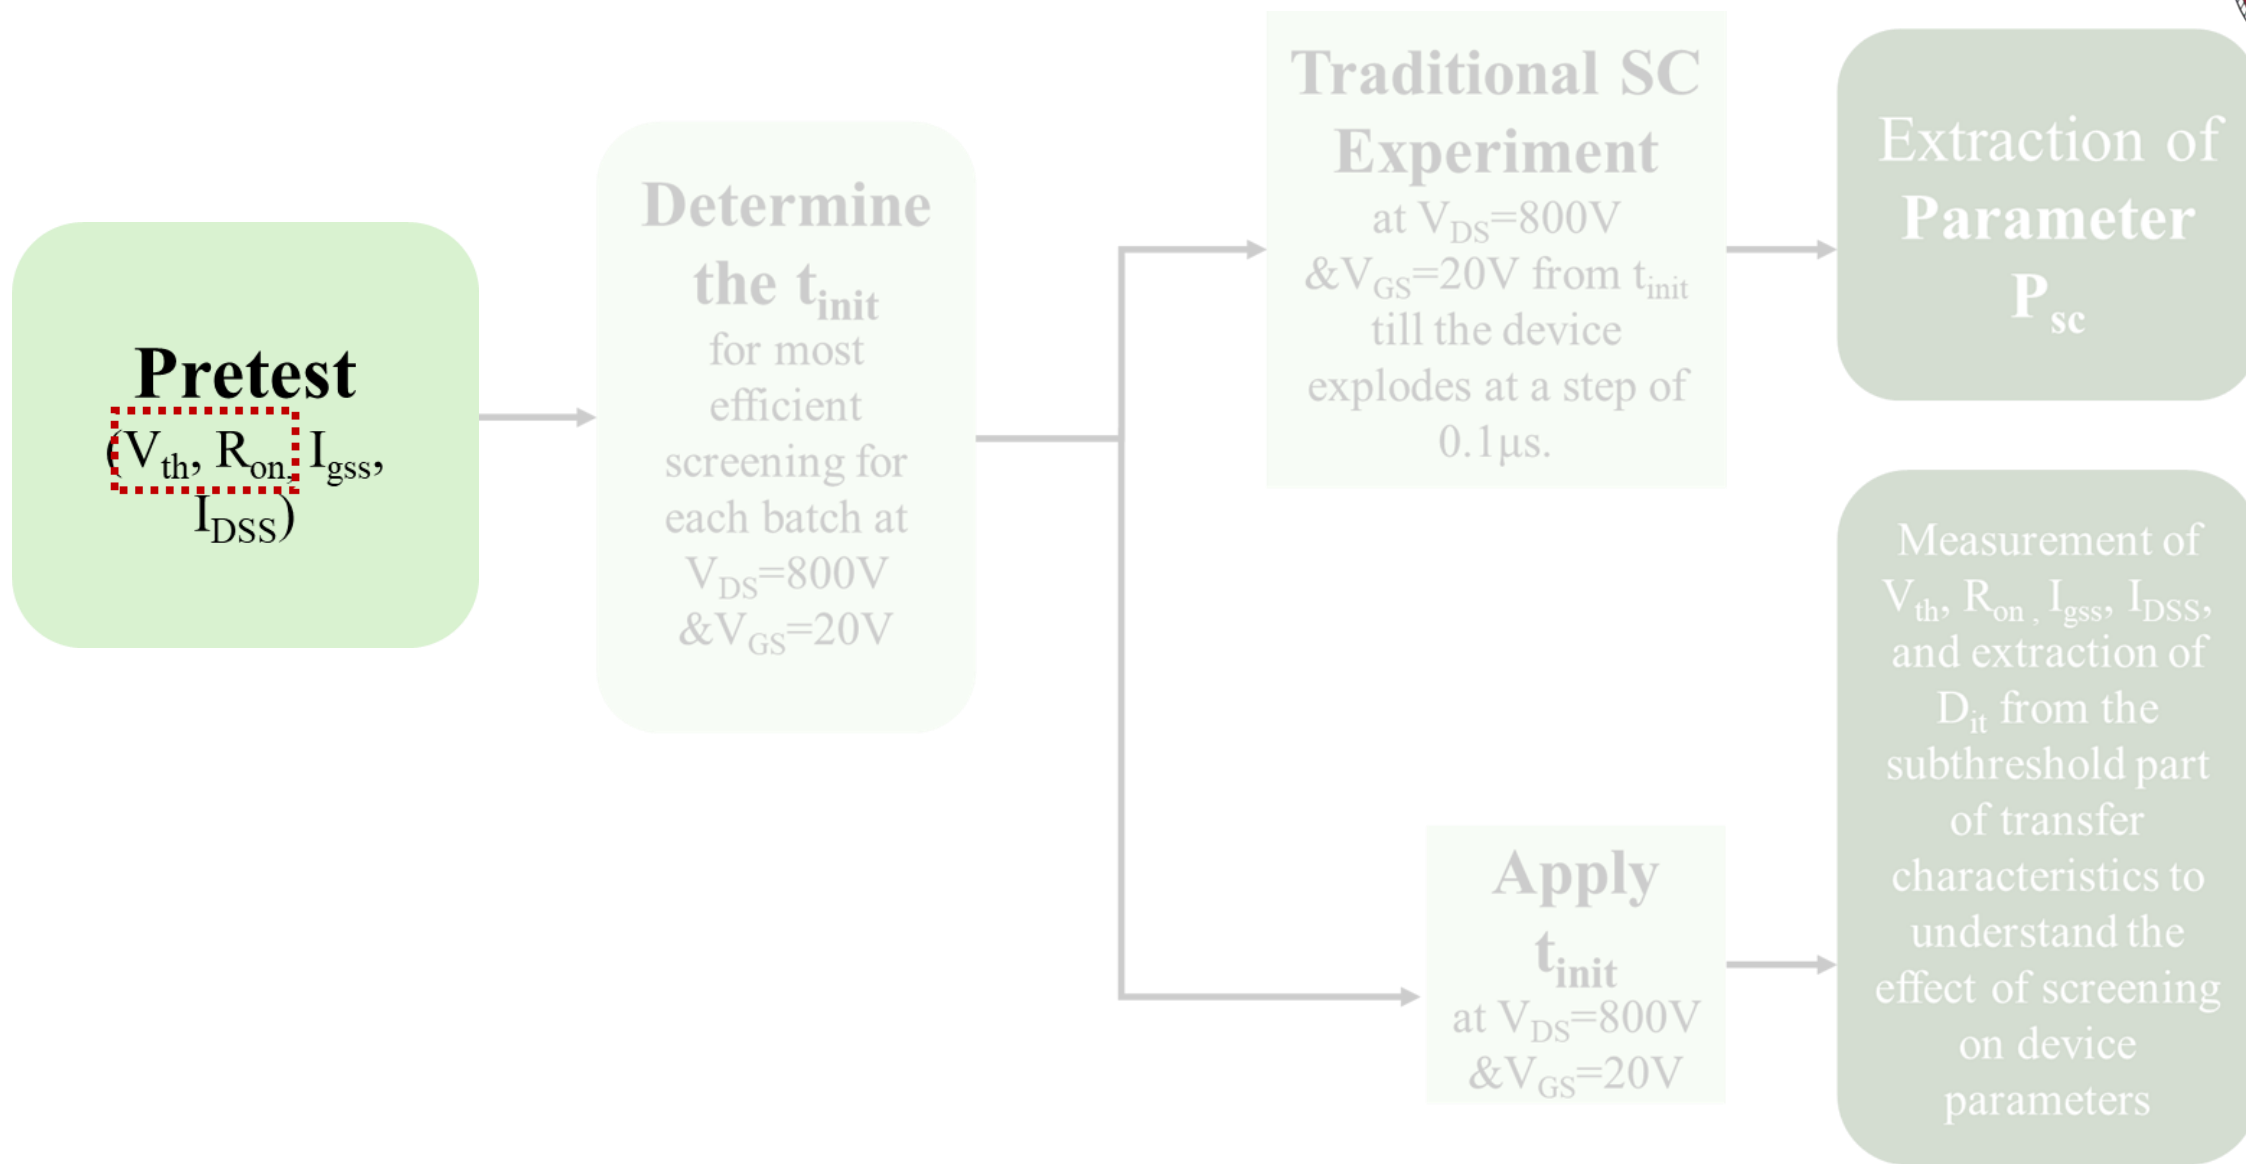 Pretest
(Vth, Ron, Igss,
IDSS)
Determine
the tinit
for most
efficient
screening for
each batch at
VDS=800V
&VGS=20V
Traditional SC
Experiment
at VDS=800V
&VGS=20V from tinit
till the device
explodes at a step of
0.1μs.
Extraction of
Parameter
Psc
Apply
tinit
at VDS=800V
&VGS=20V
Measurement of
Vth, Ron , Igss, IDSS,
and extraction of
Dit from the
subthreshold part
of transfer
characteristics to
understand the
effect of screening
on device
parameters